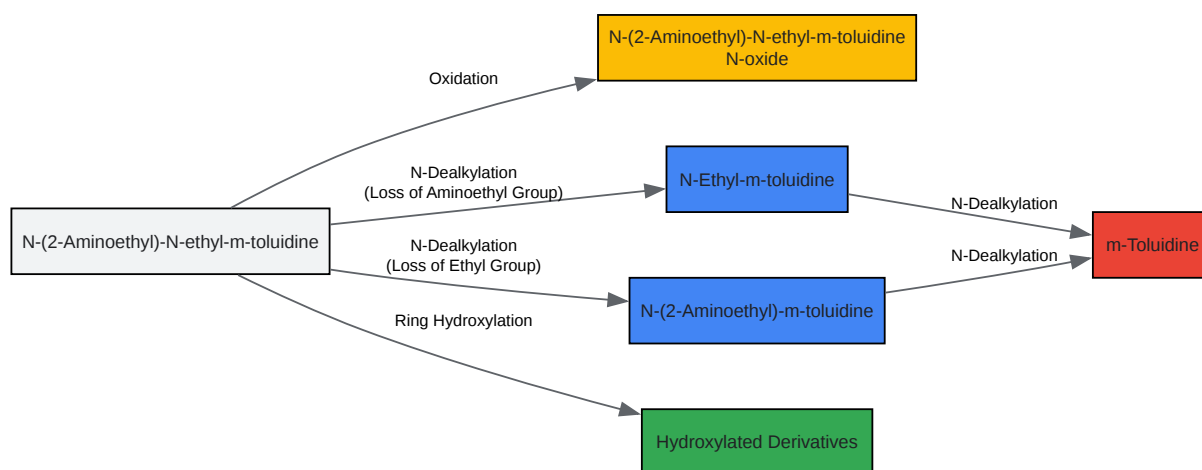 N-(2-Aminoethyl)-N-ethyl-m-toluidine
N-oxide
Oxidation
N-Dealkylation
(Loss of Aminoethyl Group)
N-Ethyl-m-toluidine
N-Dealkylation
N-(2-Aminoethyl)-N-ethyl-m-toluidine
m-Toluidine
N-Dealkylation
(Loss of Ethyl Group)
N-Dealkylation
N-(2-Aminoethyl)-m-toluidine
Ring Hydroxylation
Hydroxylated Derivatives